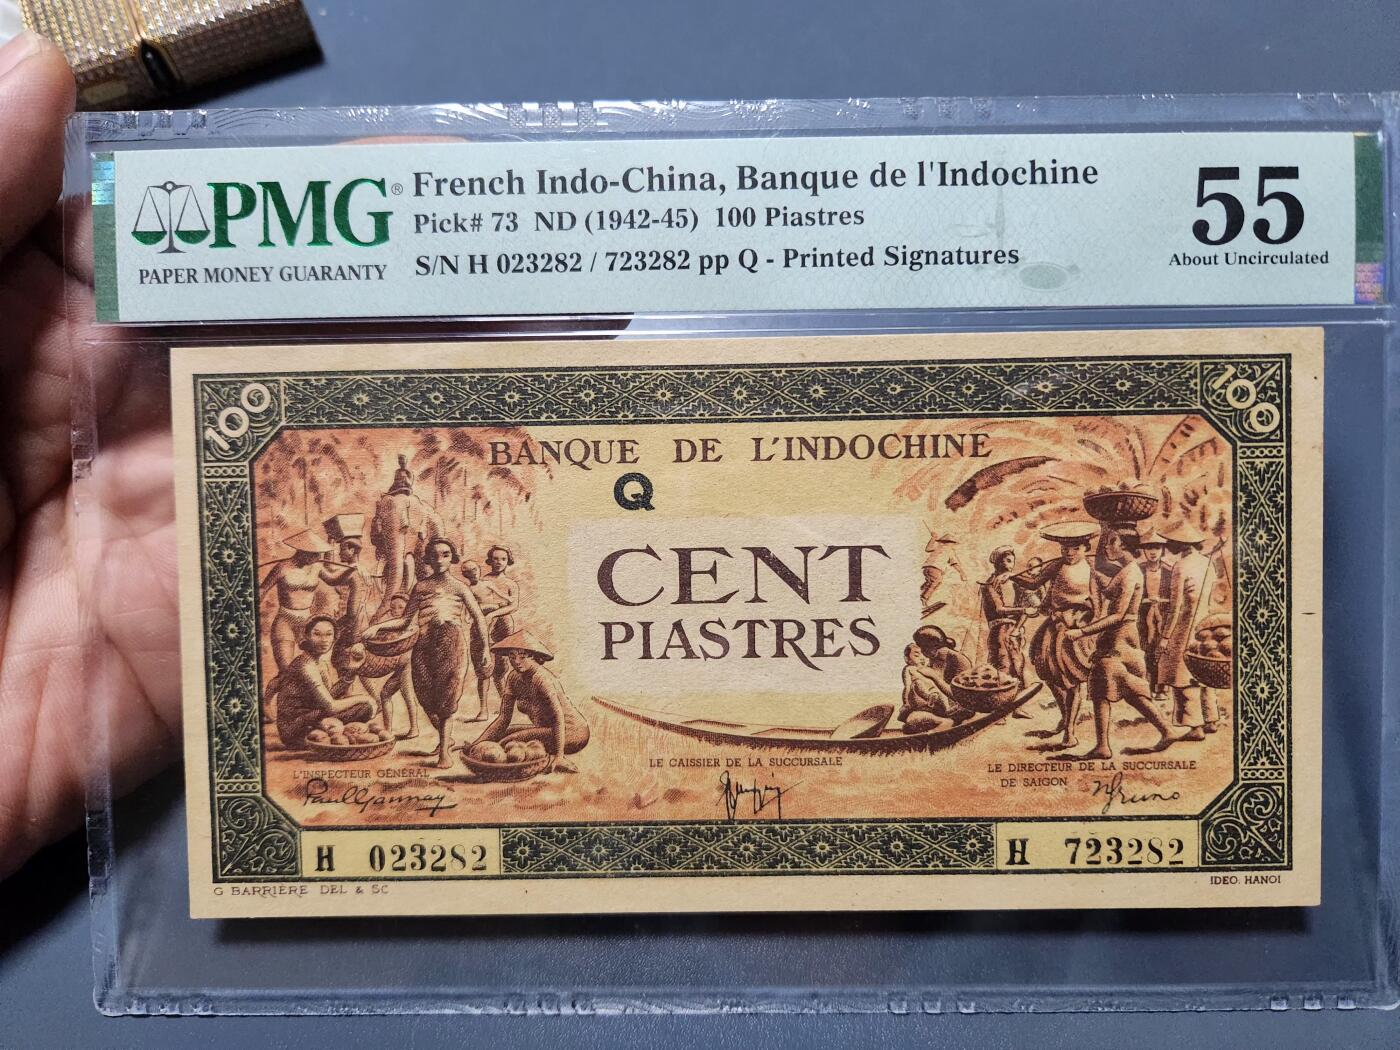 PMG®
PAPER MONEY GUARANTY
French Indo-China, Banque de l'Indochine
Pick# 73 ND (1942-45) 100 Piastres
S/N H 023282 / 723282 pp Q - Printed Signatures
55
About Uncirculated
100
100
BANQUE DE L'INDOCHINE
Q
CENT
PIASTRES
L'INSPECTEUR GÉNÉRAL
Paul Gannay
LE CAISSIER DE LA SUCCURSALE
LE DIRECTEUR DE LA SUCCURSALE
DE SAIGON
H 023282
H 723282
G BARRIÈRE DEL & SC
IDEO. HANOI